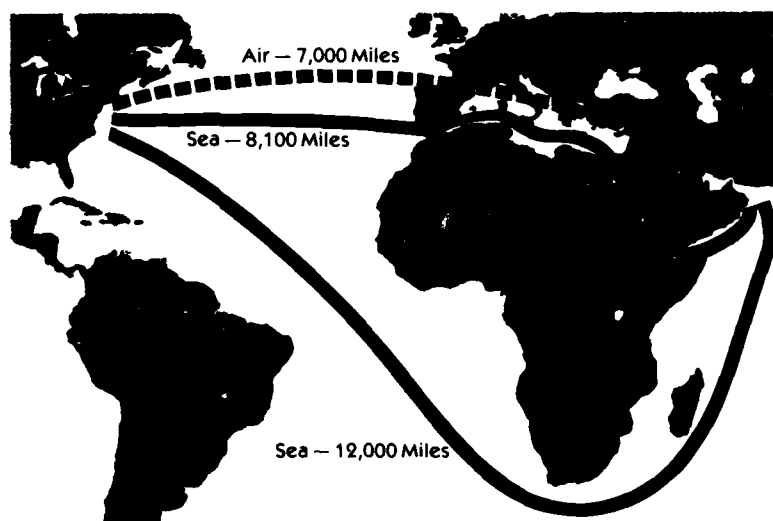 Air – 7,000 Miles
Sea – 8,100 Miles
Sea – 12,000 Miles